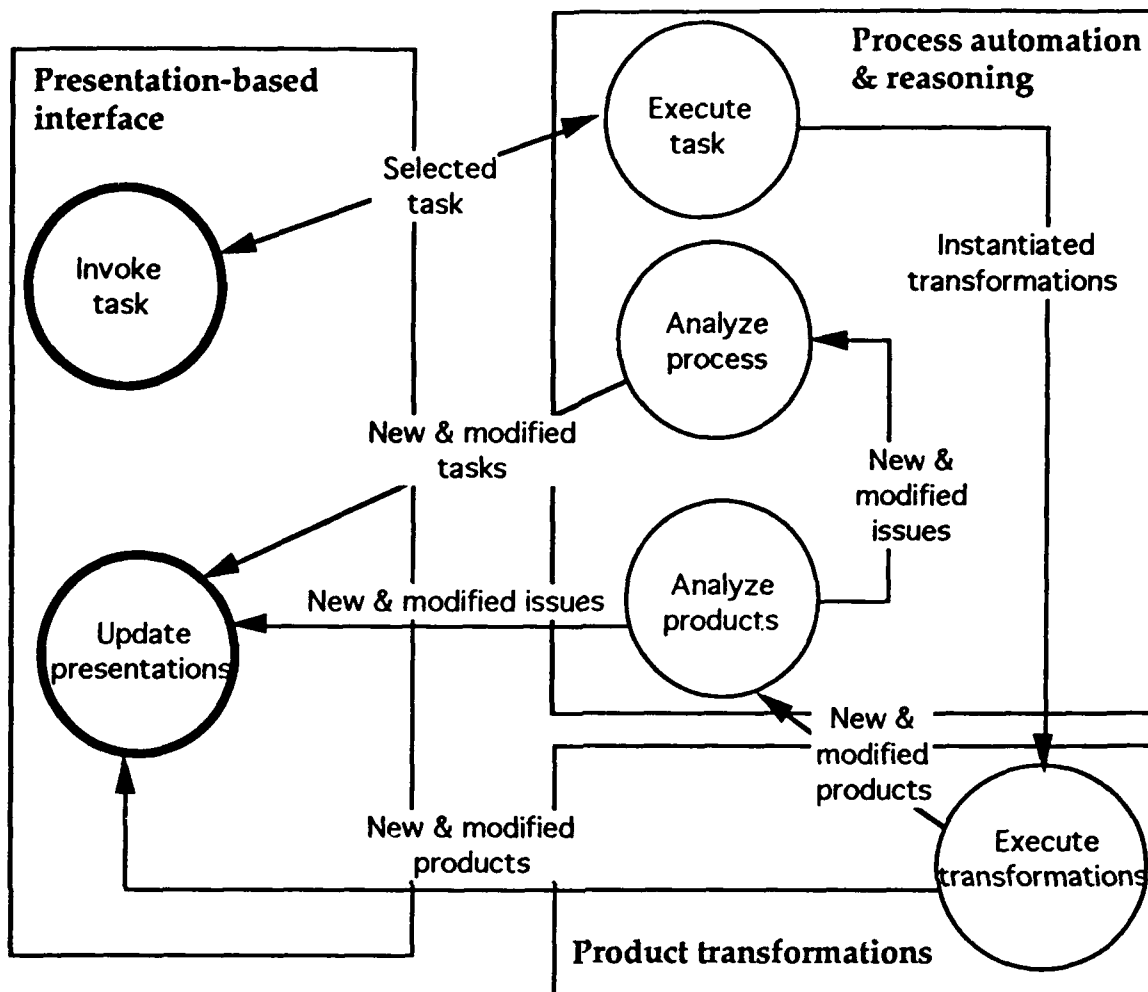 Process automation
& reasoning
Presentation-based
interface
Execute
task
Selected
task
Invoke
task
Instantiated
transformations
Analyze
process
New & modified
tasks
New &
modified
issues
Analyze
products
New & modified issues
Update
presentations
New &
modified
products
New & modified
products
Execute
transformations
Product transformations